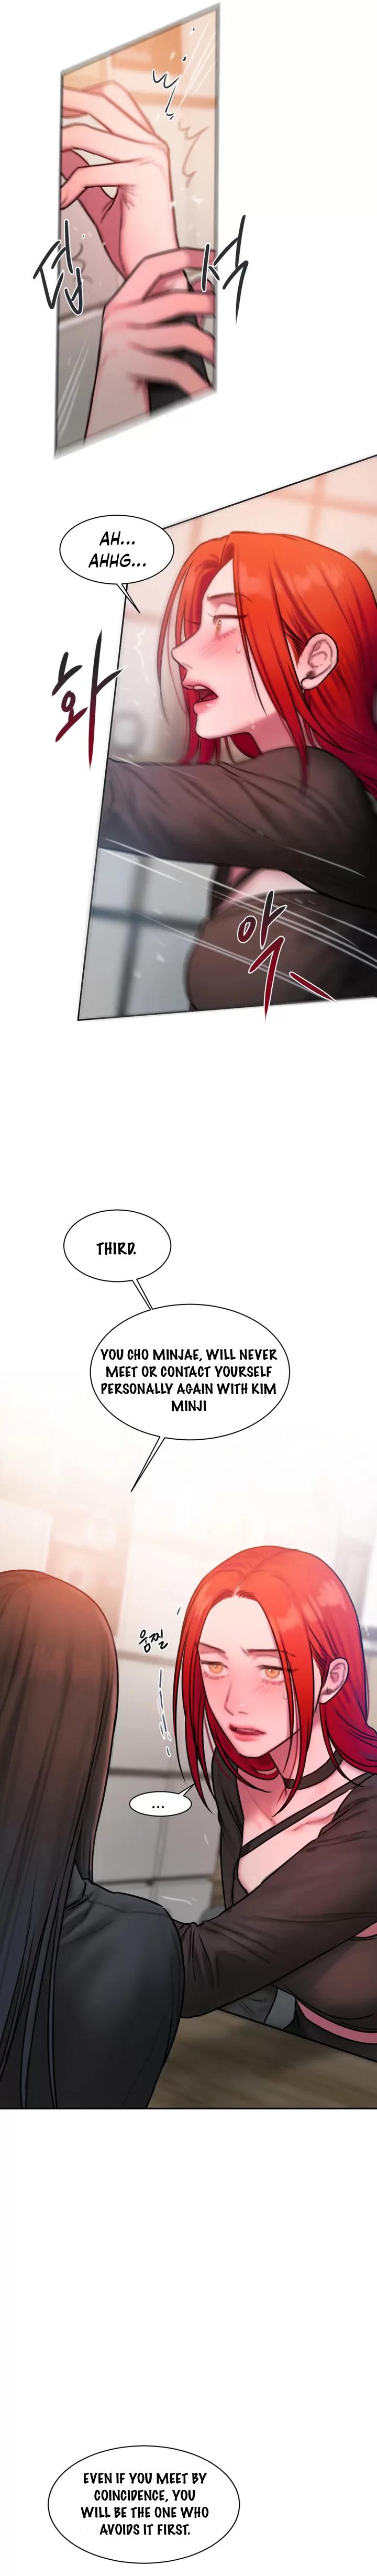 덥
석
AH...
AHHG...
화
악
THIRD.
YOU CHO MINJAE, WILL NEVER
MEET OR CONTACT YOURSELF
PERSONALLY AGAIN WITH KIM
MINJI
움찔
...
EVEN IF YOU MEET BY
COINCIDENCE, YOU
WILL BE THE ONE WHO
AVOIDS IT FIRST.